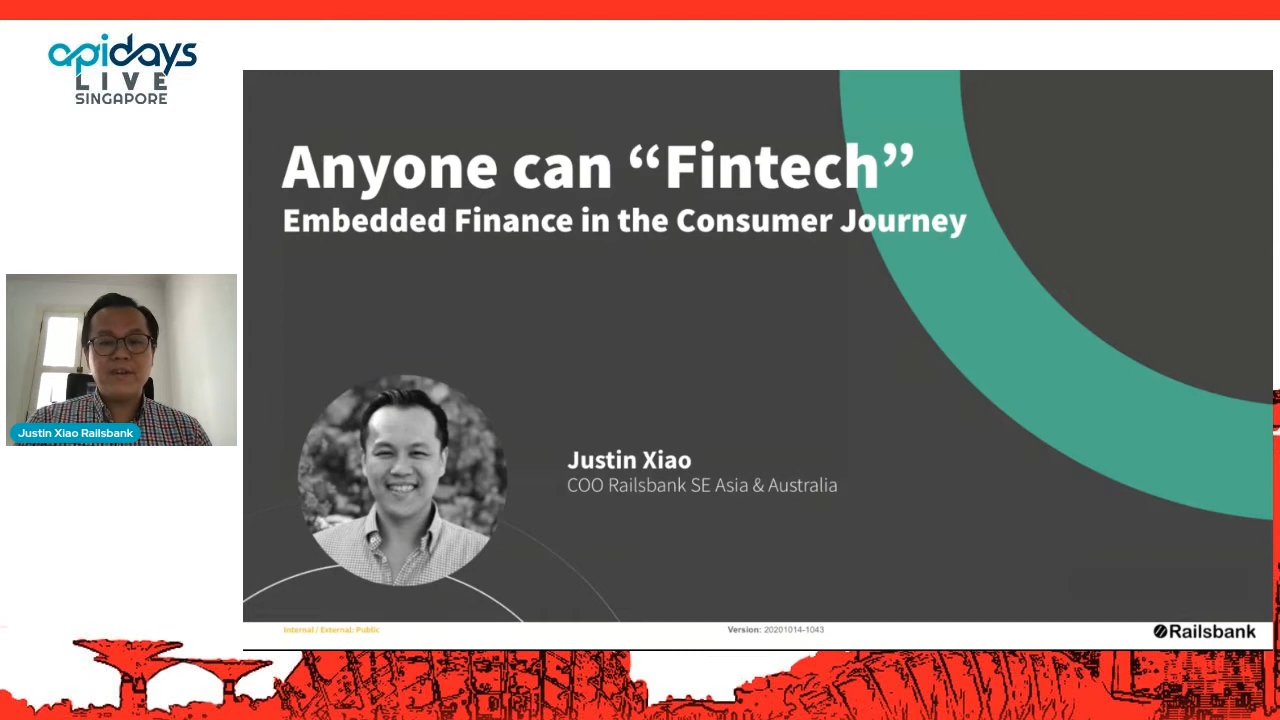 apidays
LIVE
SINGAPORE
Anyone can “Fintech”
Embedded Finance in the Consumer Journey
Justin Xiao Railsbank
Justin Xiao
COO Railsbank SE Asia & Australia
Internal / External: Public
Version: 20201014-1043
Railsbank